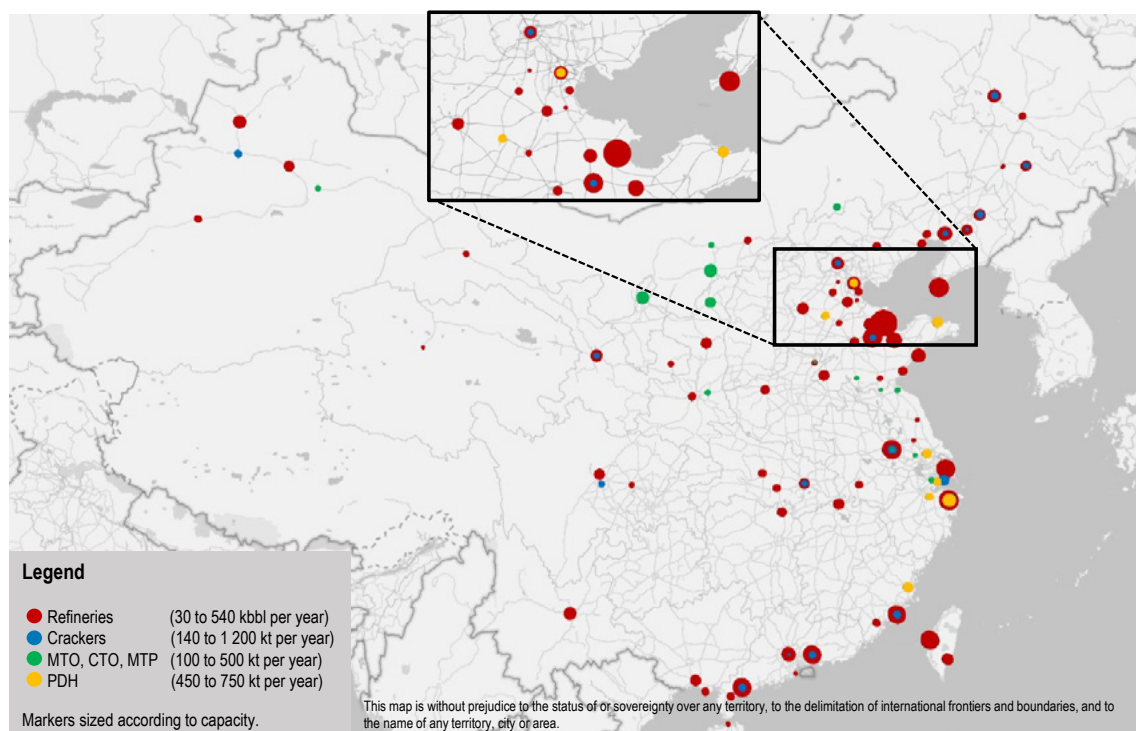 Legend
Refineries (30 to 540 kbbl per year)
Crackers (140 to 1 200 kt per year)
MTO, CTO, MTP (100 to 500 kt per year)
PDH (450 to 750 kt per year)
Markers sized according to capacity.
This map is without prejudice to the status of or sovereignty over any territory, to the delimitation of international frontiers and boundaries, and to
the name of any territory, city or area.